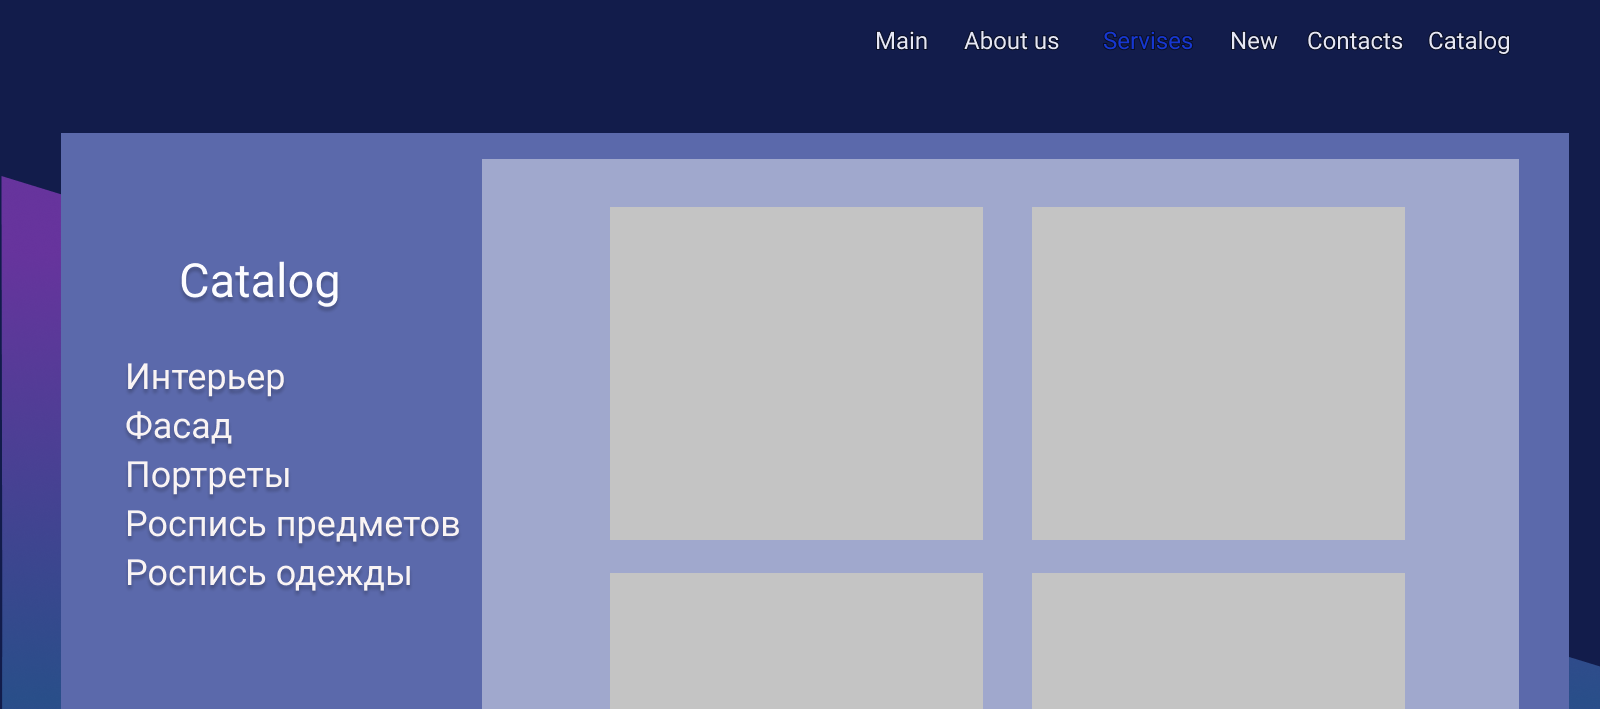 Main About us Servises New Contacts Catalog
Catalog
Интерьер
Фасад
Портреты
Роспись предметов
Роспись одежды